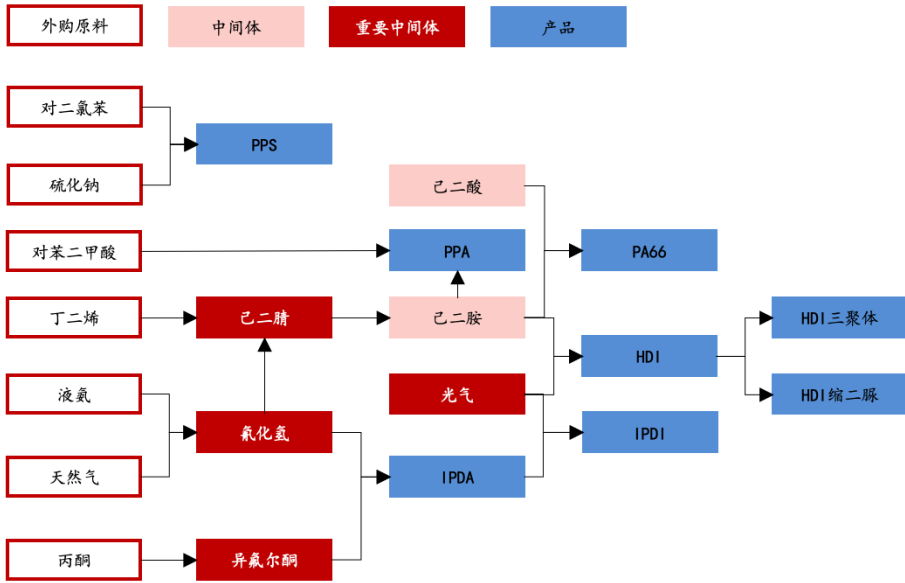 外购原料
中间体
重要中间体
产品
对二氯苯
PPS
硫化钠
己二酸
对苯二甲酸
PPA
PA66
丁二烯
己二腈
己二胺
HDI
HDI三聚体
液氨
光气
HDI缩二脲
氰化氢
IPDI
天然气
IPDA
丙酮
异氟尔酮